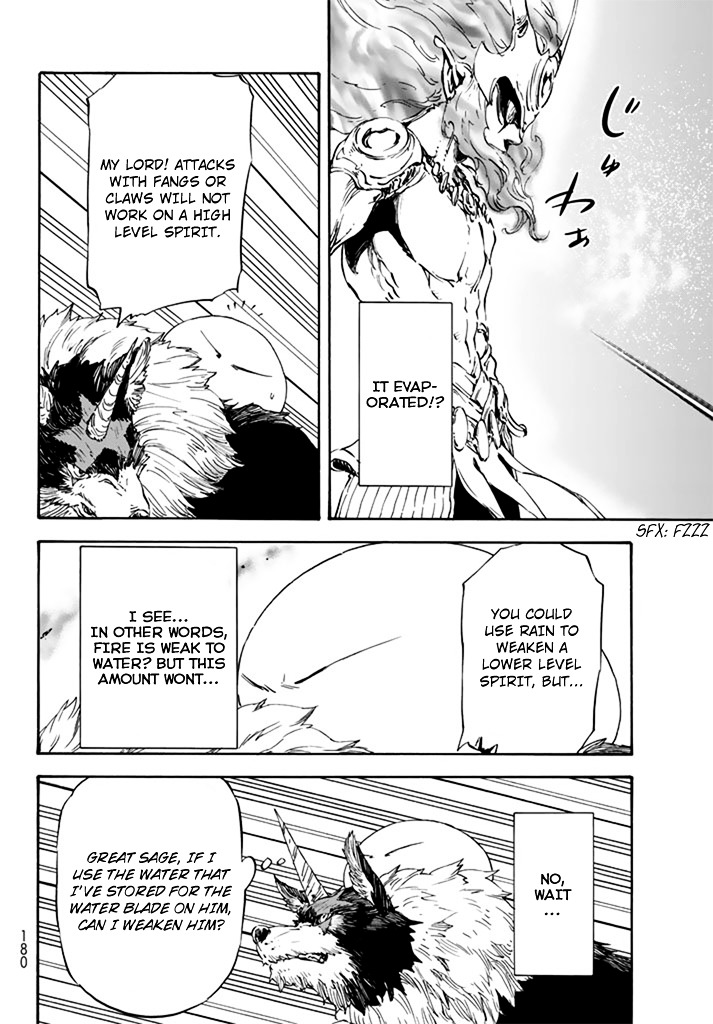 じゅ
ゥゥ
IT EVAP-
ORATED!?
SFX: FZZZ
MY LORD! ATTACKS
WITH FANGS OR
CLAWS WILL NOT
WORK ON A HIGH
LEVEL SPIRIT.
YOU COULD
USE RAIN TO
WEAKEN A
LOWER LEVEL
SPIRIT, BUT...
I SEE...
IN OTHER WORDS,
FIRE IS WEAK TO
WATER? BUT THIS
AMOUNT WONT...
NO,
WAIT
...
GREAT SAGE, IF I
USE THE WATER THAT
I'VE STORED FOR THE
WATER BLADE ON HIM,
CAN I WEAKEN HIM?
180